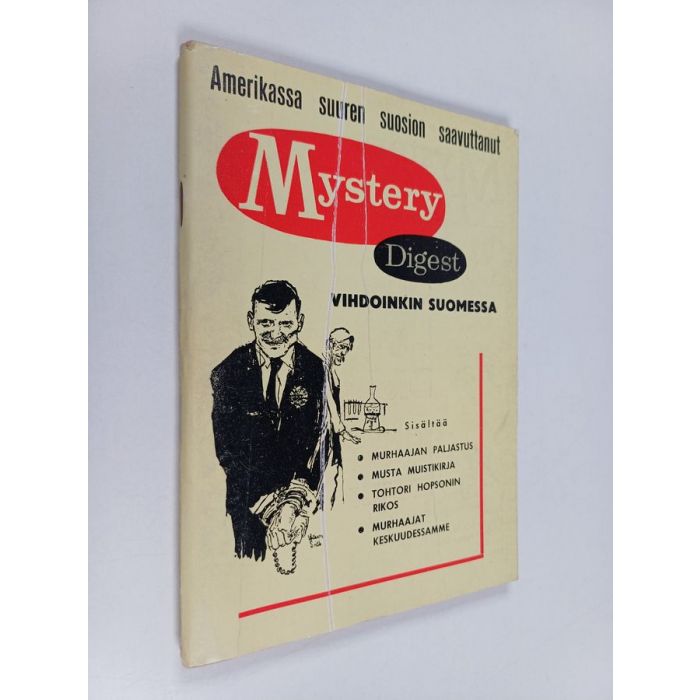 Amerikassa suuren suosion saavuttanut
Mystery
Digest
VIHDOINKIN SUOMESSA
Sisältää
MURHAAJAN PALJASTUS
MUSTA MUISTIKIRJA
TOHTORI HOPSONIN
RIKOS
MURHAAJAT
KESKUUDESSAMME